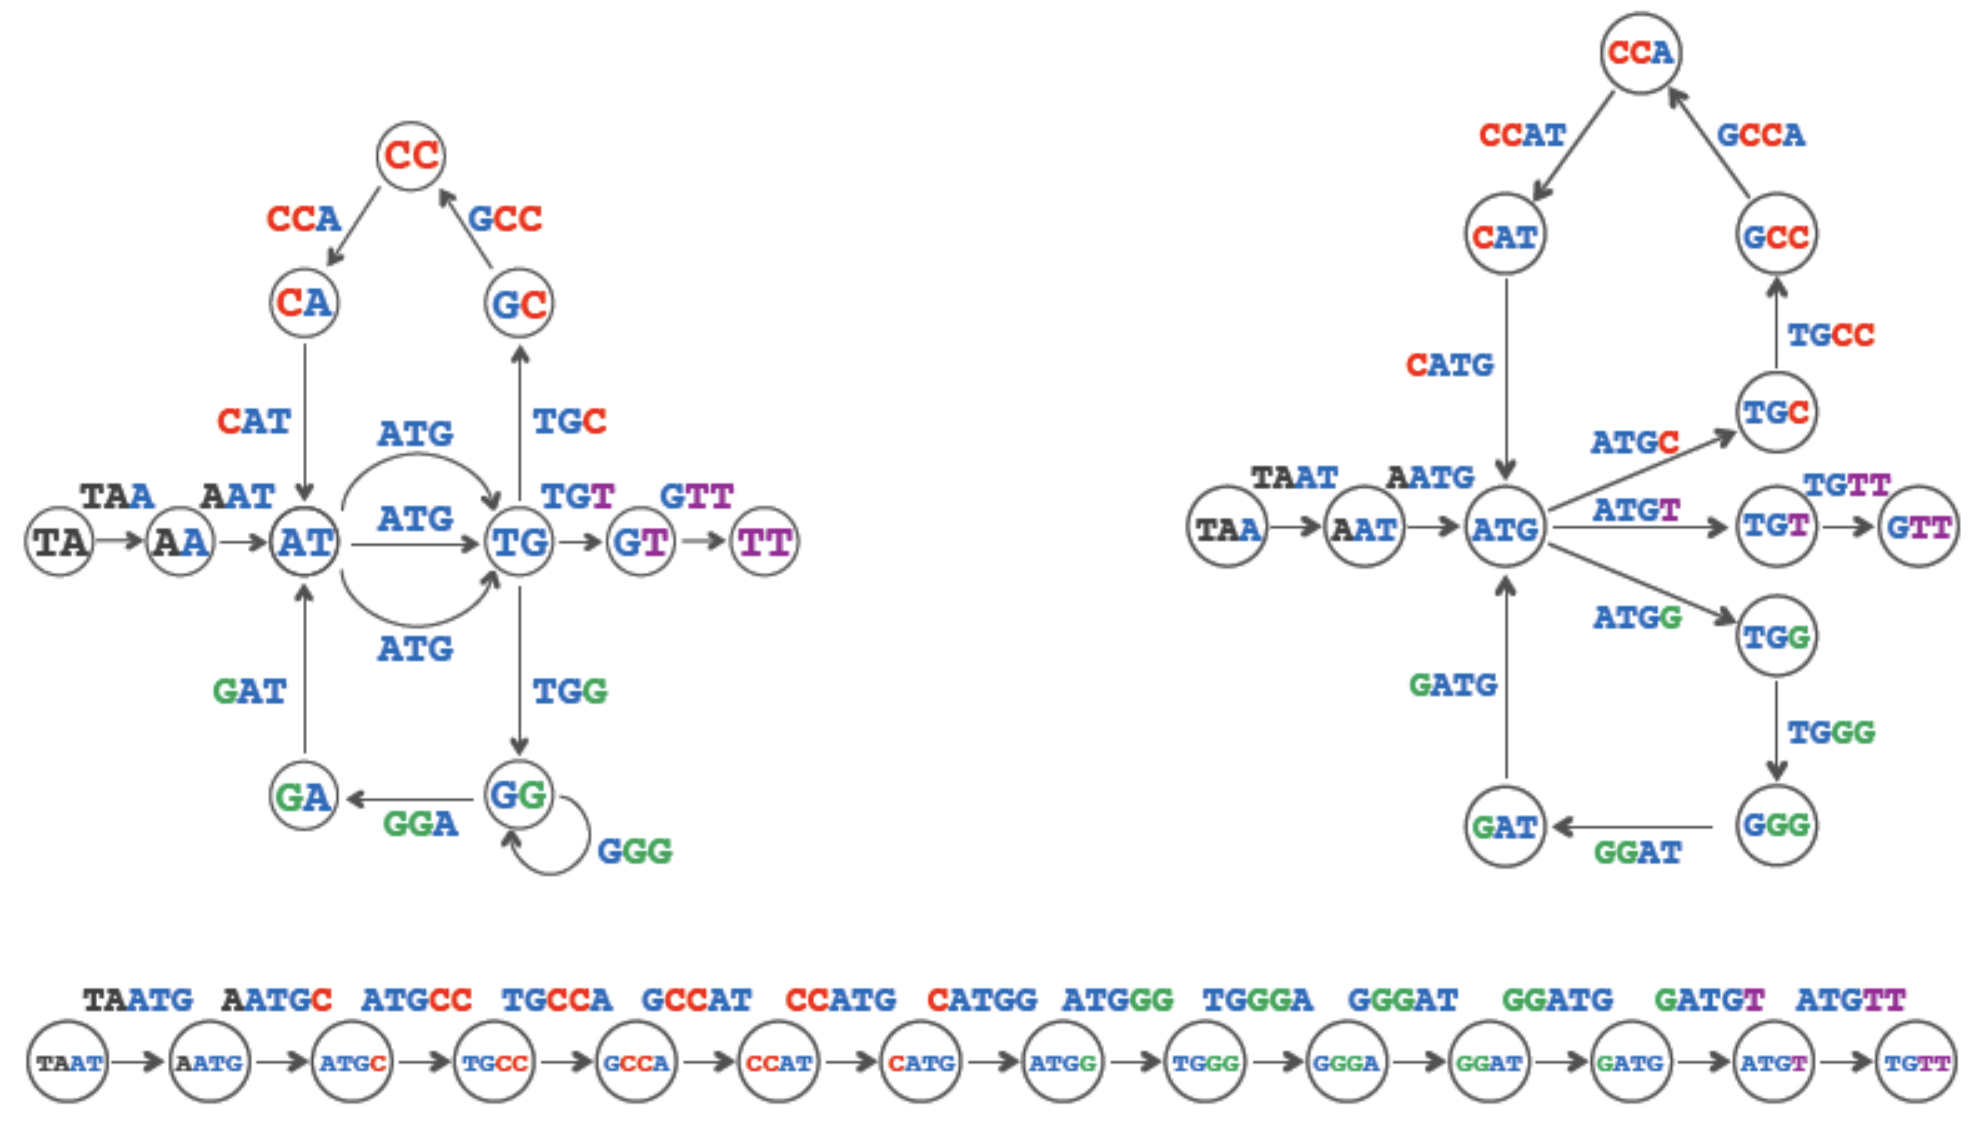 CCA
CC
CCA GCC
CCAT GCCA
CA GC
CAT GCC
CAT ATG TGC
CATG TGCC
TGC
ATGC
TAA AAT ATG TGT GTT
TAAT AATG ATGT TGTT
TA AA AT TG GT TT
TAA AAT ATG TGT GTT
ATG
ATGG
TGG
GAT TGG
GATG TGGG
GA GG
GGA GGG
GAT GGG
GGAT
TAATG AATGC ATGCC TGCCA GCCAT CCATG CATGG ATGGG TGGGA GGGAT GGATG GATGT ATGTT
TAAT AATG ATGC TGCC GCCA CCAT CATG ATGG TGGG GGGA GGAT GATG ATGT TGTT